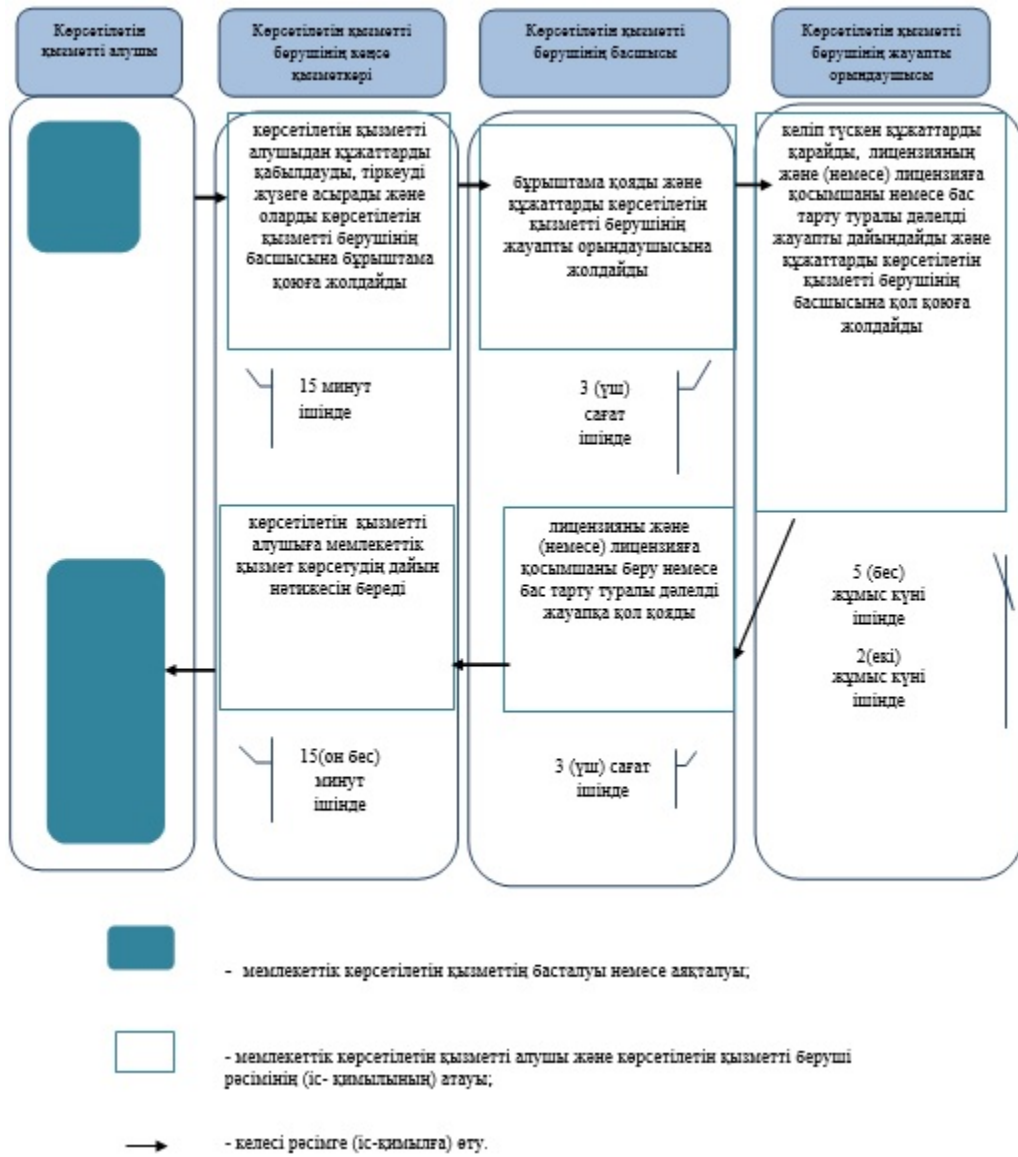 Көрсетілетін
қызметті алушы
Көрсетілетін қызметті
берушінің кеңсе
қызметкері
Көрсетілетін қызметті
берушінің басшысы
Көрсетілетін қызметті
берушінің жауапты
орындаушысы
көрсетілетін қызметті
алушыдан құжаттарды
қабылдауды, тіркеуді
жүзеге асырады және
оларды көрсетілетін
қызметті берушінің
басшысына бұрыштама
қоюға жолдайды
бұрыштама қояды және
құжаттарды көрсетілетін
қызметті берушінің
жауапты орындаушысына
жолдайды
келіп түскен құжаттарды
қарайды, лицензияның
және (немесе) лицензияға
қосымшаны немесе бас
тарту туралы дәлелді
жауапты дайындайды және
құжаттарды көрсетілетін
қызметті берушінің
басшысына қол қоюға
жолдайды
15 минут
ішінде
3 (үш)
сағат
ішінде
көрсетілетін қызметті
алушыға мемлекеттік
қызмет көрсетудің дайын
нәтижесін береді
лицензияны және
(немесе) лицензияға
қосымшаны беру немесе
бас тарту туралы дәлелді
жауапқа қол қояды
5 (бес)
жұмыс күні
ішінде
2(екі)
жұмыс күні
ішінде
15(он бес)
минут
ішінде
3 (үш) сағат
ішінде
- мемлекеттік көрсетілетін қызметтің басталуы немесе аяқталуы;
- мемлекеттік көрсетілетін қызметті алушы және көрсетілетін қызметті беруші
рәсімінің (іс- қимылының) атауы;
- келесі рәсімге (іс-қимылға) өту.